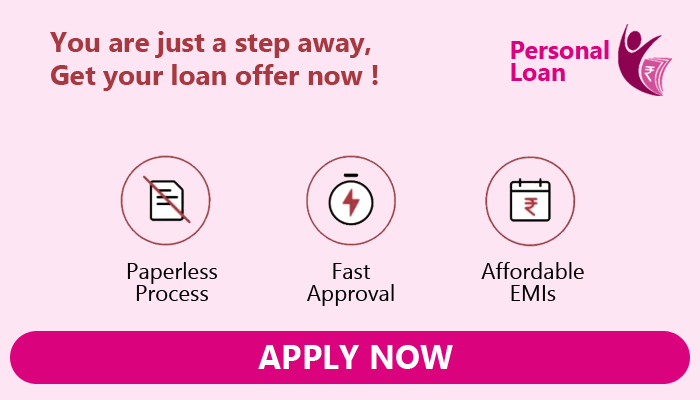 You are just a step away,
Get your loan offer now !
Personal
Loan
₹
₹
Paperless
Process
Fast
Approval
Affordable
EMIs
APPLY NOW